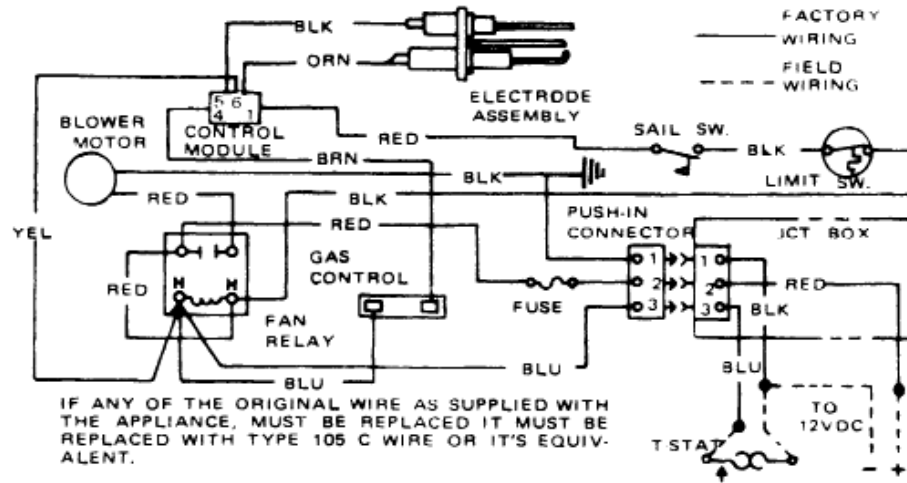 BLK
FACTORY
WIRING
ORN
FIELD
WIRING
5 6
4 1
ELECTRODE
ASSEMBLY
BLOWER
MOTOR
CONTROL
MODULE
RED
SAIL SW.
BRN
BLK
LIMIT SW.
BLK
RED
BLK
PUSH-IN
CONNECTOR
JCT BOX
YEL
RED
GAS
CONTROL
1
1
2
2
RED
3
3
RED
H
H
FUSE
BLK
FAN
RELAY
BLU
BLU
BLU
TO
12VDC
T STAT
IF ANY OF THE ORIGINAL WIRE AS SUPPLIED WITH
THE APPLIANCE, MUST BE REPLACED IT MUST BE
REPLACED WITH TYPE 105 C WIRE OR IT'S EQUIV-
ALENT.
- +